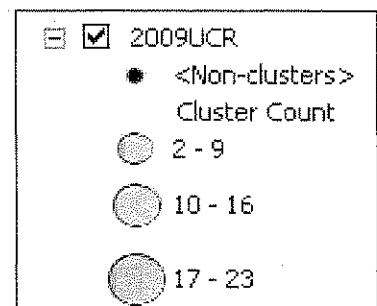 2009UCR
<Non-clusters>
Cluster Count
2 - 9
10 - 16
17 - 23